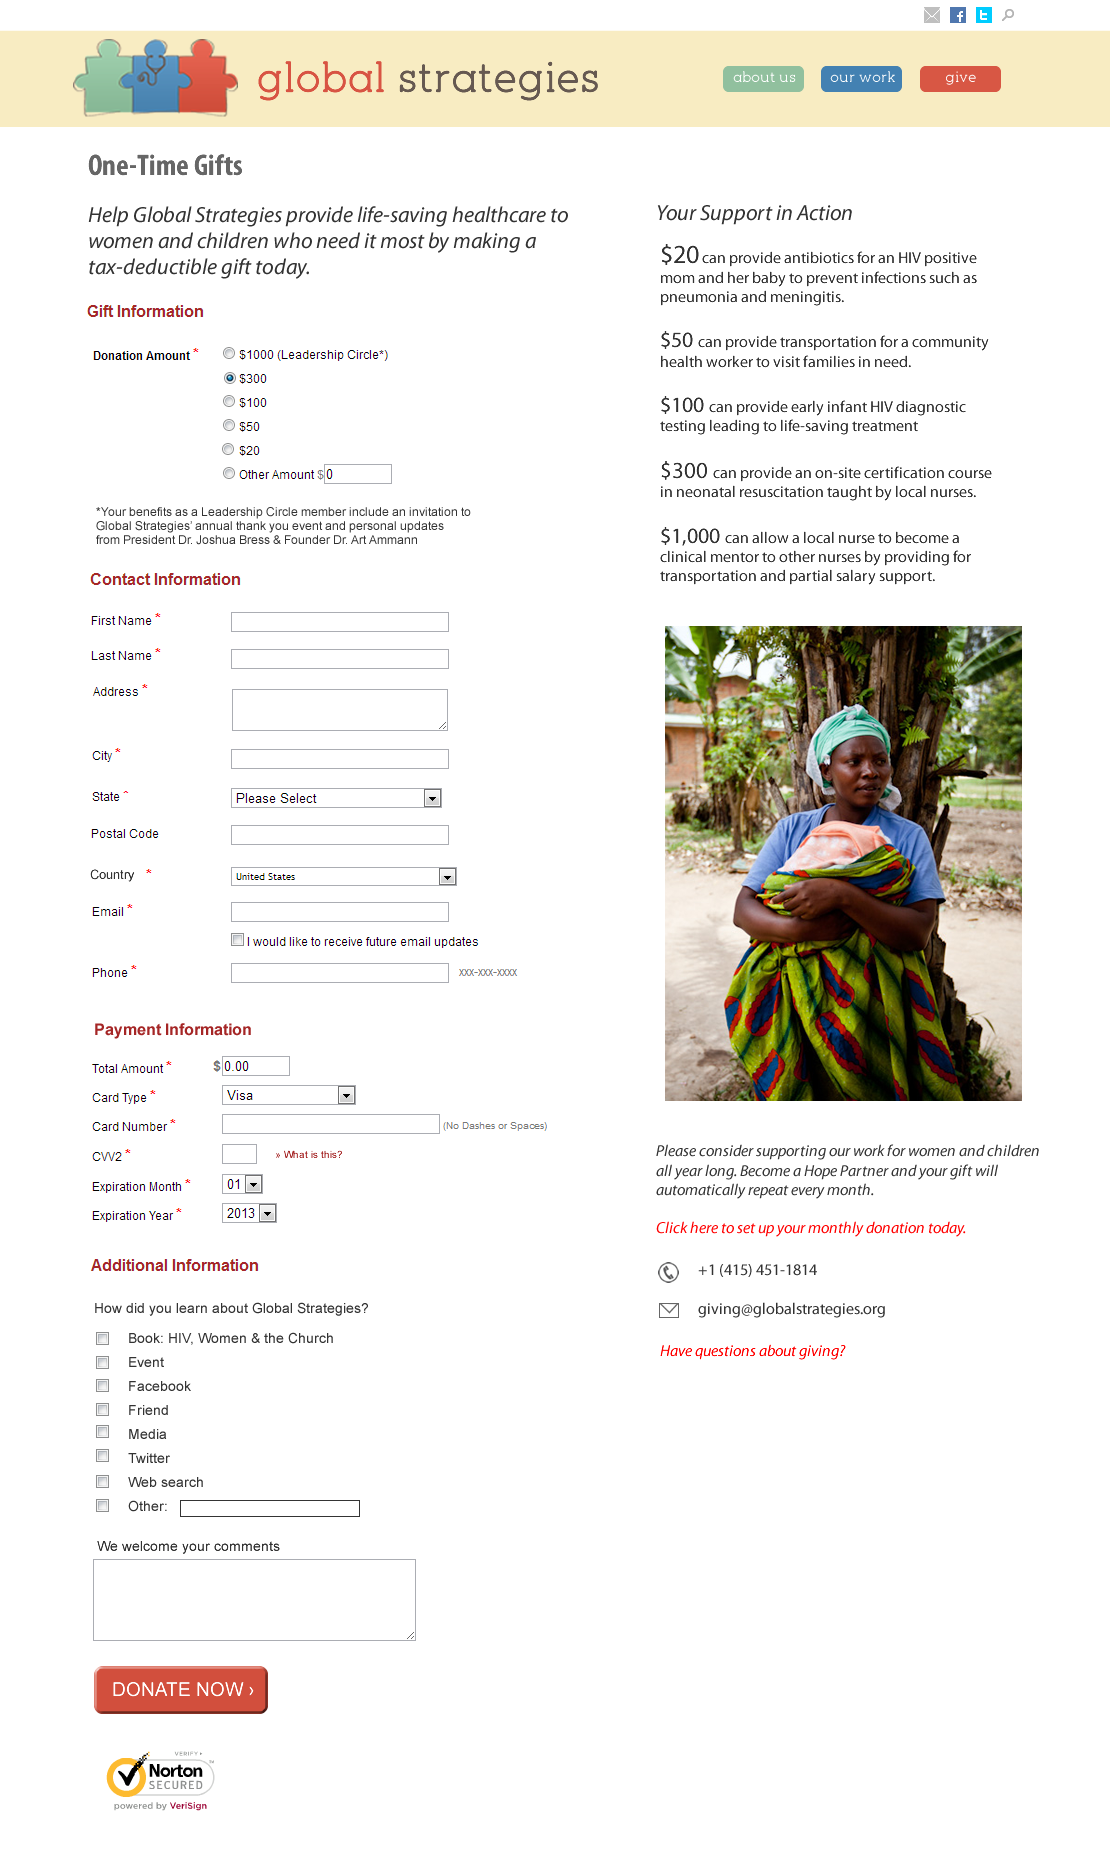 global strategies
about us
our work
give
One-Time Gifts
Help Global Strategies provide life-saving healthcare to
women and children who need it most by making a
tax-deductible gift today.
Gift Information
Donation Amount *
$1000 (Leadership Circle*)
$300
$100
$50
$20
Other Amount $ 0
*Your benefits as a Leadership Circle member include an invitation to
Global Strategies' annual thank you event and personal updates
from President Dr. Joshua Bress & Founder Dr. Art Ammann
Contact Information
First Name *
Last Name *
Address *
City *
State * Please Select
Postal Code
Country * United States
Email *
I would like to receive future email updates
Phone * xxx-xxx-xxxx
Payment Information
Total Amount * $ 0.00
Card Type * Visa
Card Number * (No Dashes or Spaces)
CVV2 * » What is this?
Expiration Month * 01
Expiration Year * 2013
Additional Information
How did you learn about Global Strategies?
Book: HIV, Women & the Church
Event
Facebook
Friend
Media
Twitter
Web search
Other:
We welcome your comments
DONATE NOW ›
VERIFY
Norton
SECURED
powered by VeriSign
Your Support in Action
$20 can provide antibiotics for an HIV positive
mom and her baby to prevent infections such as
pneumonia and meningitis.
$50 can provide transportation for a community
health worker to visit families in need.
$100 can provide early infant HIV diagnostic
testing leading to life-saving treatment
$300 can provide an on-site certification course
in neonatal resuscitation taught by local nurses.
$1,000 can allow a local nurse to become a
clinical mentor to other nurses by providing for
transportation and partial salary support.
Please consider supporting our work for women and children
all year long. Become a Hope Partner and your gift will
automatically repeat every month.
Click here to set up your monthly donation today.
+1 (415) 451-1814
giving@globalstrategies.org
Have questions about giving?